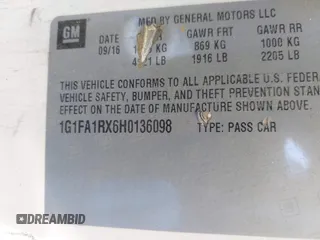 GM
MFD BY GENERAL MOTORS LLC
DATE GAWR FRT GAWR RR
09/16 869 KG 1000 KG
LB 1916 LB 2205 LB
THIS VEHICLE CONFORMS TO ALL APPLICABLE U.S. FEDERA
VEHICLE SAFETY, BUMPER, AND THEFT PREVENTION STAN
EFFECT ON THE DATE OF MANUFACTURE SHOWN ABOVE.
1G1FA1RX6H0136098 TYPE: PASS CAR
DREAMBID